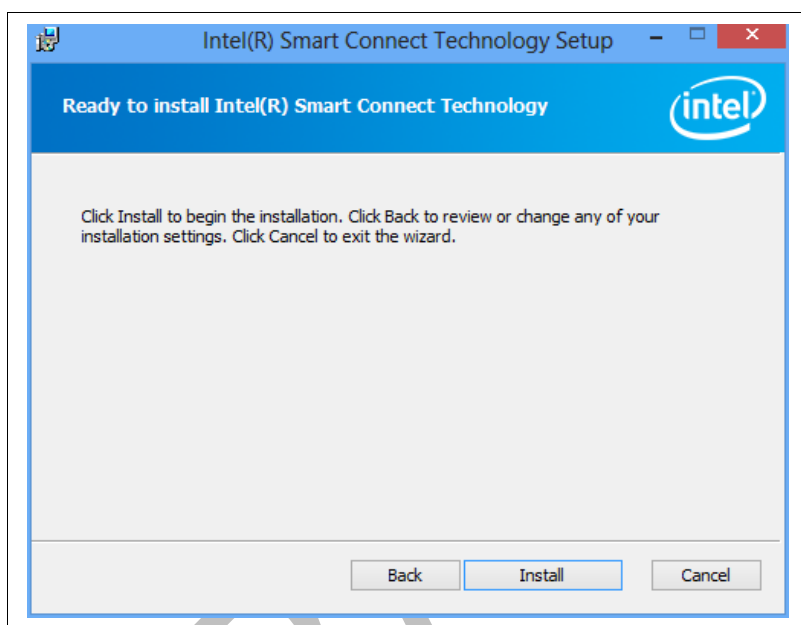 Intel(R) Smart Connect Technology Setup
Ready to install Intel(R) Smart Connect Technology
intel
Click Install to begin the installation. Click Back to review or change any of your
installation settings. Click Cancel to exit the wizard.
Back Install Cancel